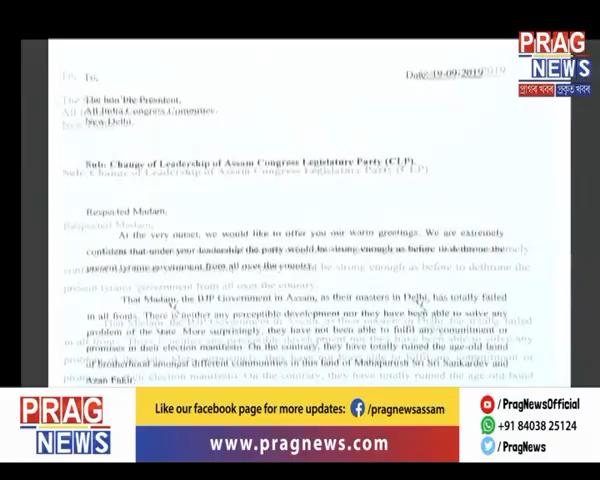 PRAG
NEWS
প্ৰাগৰ খবৰ প্ৰকৃত খবৰ
To,
Date: 19-09-2019
The hon'ble President,
All India Congress Committee,
New Delhi.
Sub: Change of Leadership of Assam Congress Legislature Party (CLP).
Respected Madam,
At the very outset, we would like to offer you our warm greetings. We are extremely
confident that under your leadership the party would be strong enough as before to dethrone the
present tyranic government from all over the country.
That Madam, the BJP Government in Assam, as their masters in Delhi, has totally failed
in all fronts. There is neither any perceptible development nor they have been able to solve any
problem of the State. More surprisingly, they have not been able to fulfil any commitment or
promises in their election manifesto. On the contrary, they have totally ruined the age-old bond
of brotherhood amongst different communities in this land of Mahapurush Sri Sri Sankardev and
Azan Fakir.
PRAG
NEWS
Like our facebook page for more updates: /pragnewsassam
www.pragnews.com
/PragNewsOfficial
+91 84038 25124
/PragNews